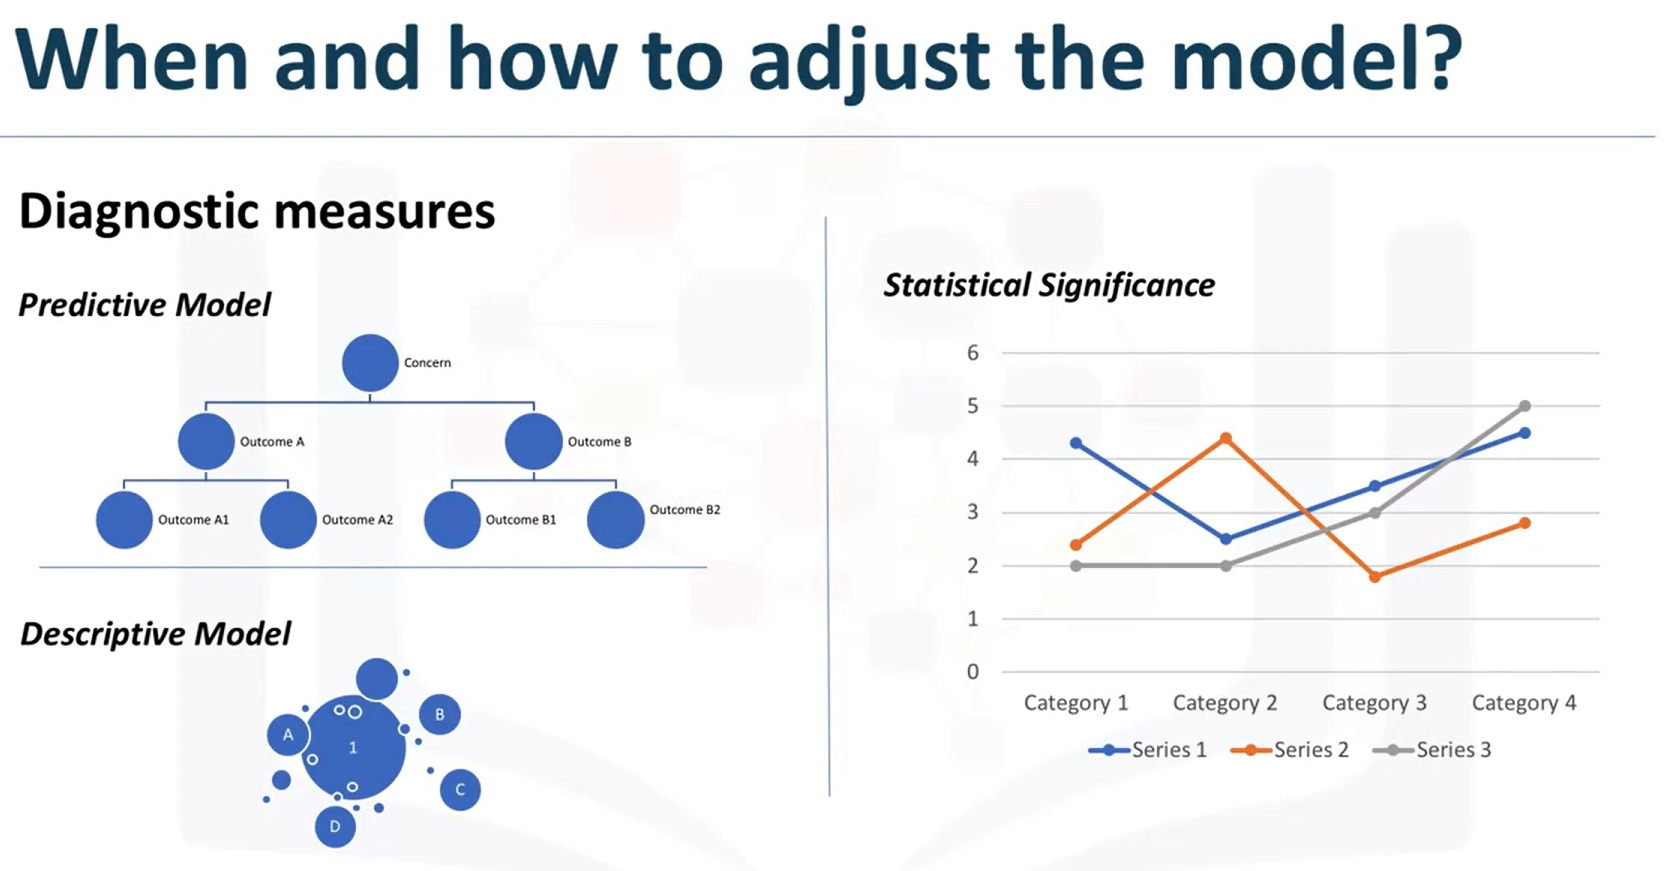 When and how to adjust the model?
Diagnostic measures
Predictive Model
Concern
Outcome A
Outcome B
Outcome A1
Outcome A2
Outcome B1
Outcome B2
Descriptive Model
A
B
1
C
D
Statistical Significance
6
5
4
3
2
1
0
Category 1 Category 2 Category 3 Category 4
Series 1 Series 2 Series 3